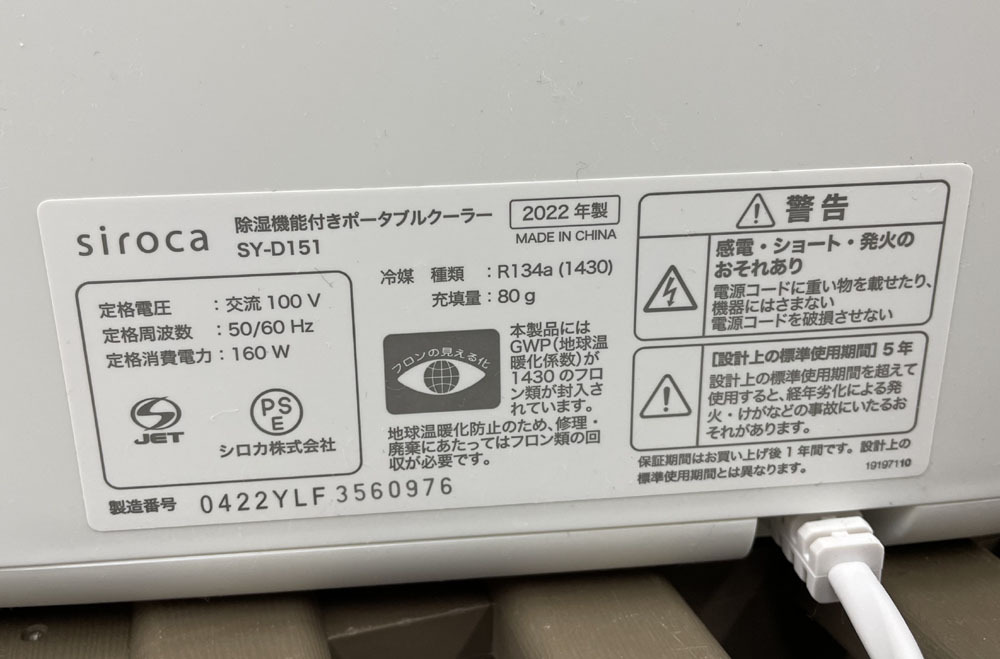 siroca
除湿機能付きポータブルクーラー
SY-D151
2022 年製
MADE IN CHINA
定格電圧 : 交流 100 V
定格周波数 : 50/60 Hz
定格消費電力 : 160 W
JET
PS
E
シロカ株式会社
製造番号 0422YLF3560976
冷媒 種類 : R134a (1430)
充填量 : 80 g
フロンの見える化
本製品には
GWP(地球温
暖化係数)が
1430 のフロ
ン類が封入さ
れています。
地球温暖化防止のため、修理・
廃棄にあたってはフロン類の回
収が必要です。
警告
感電・ショート・発火の
おそれあり
電源コードに重い物を載せたり、
機器にはさまない
電源コードを破損させない
[設計上の標準使用期間] 5 年
設計上の標準使用期間を超えて
使用すると、経年劣化による発
火・けがなどの事故にいたるお
それがあります。
保証期間はお買い上げ後 1 年間です。設計上の
標準使用期間とは異なります。
19197110